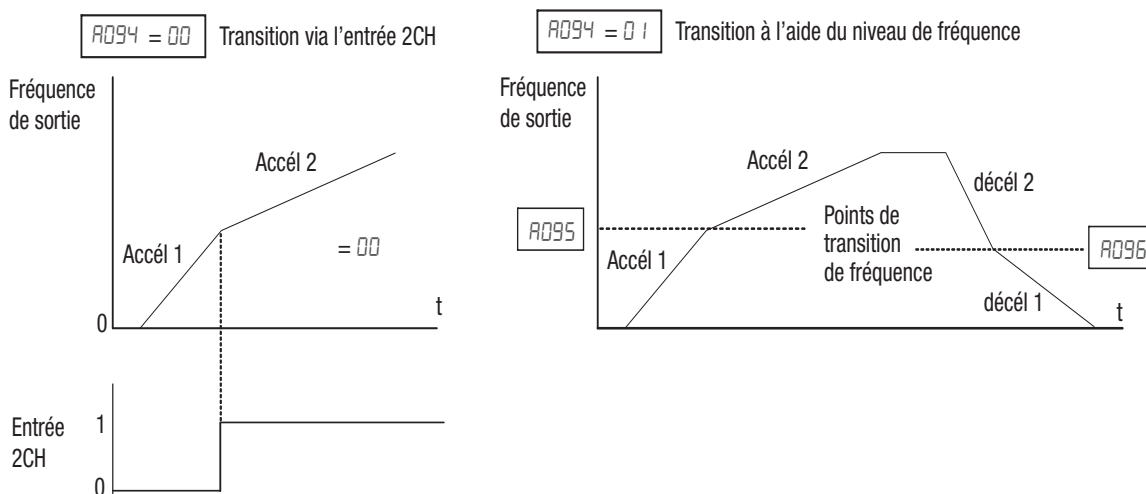 A094 = 00
Transition via l'entrée 2CH
Fréquence
de sortie
Accél 2
Accél 1
= 00
0
t
Entrée
2CH
1
0
A094 = 01
Transition à l'aide du niveau de fréquence
Fréquence
de sortie
Accél 2
décél 2
A095
Points de
transition
de fréquence
A096
Accél 1
décél 1
t